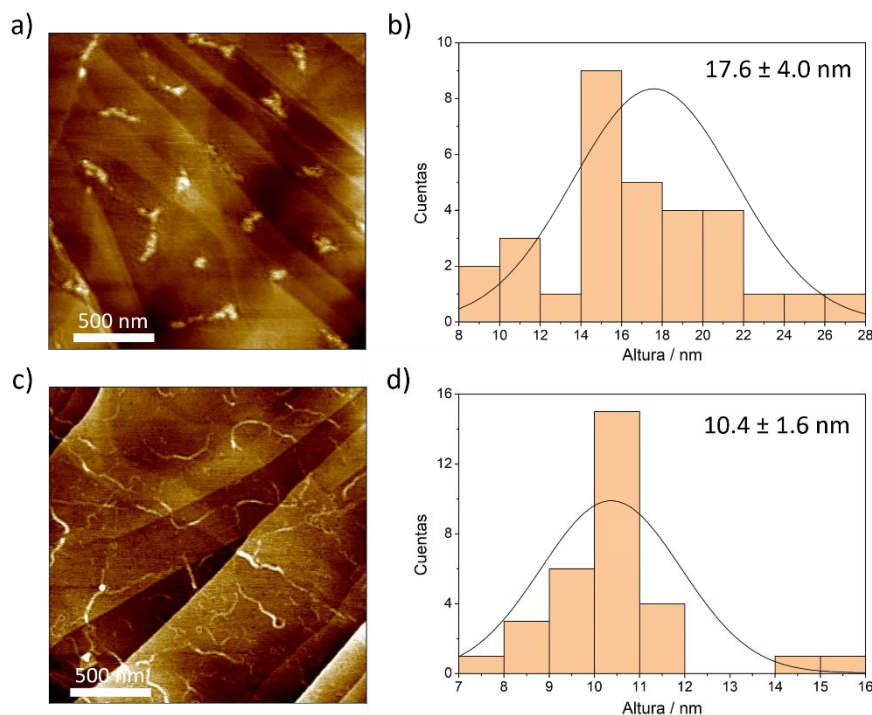 a)
500 nm
b)
17.6 ± 4.0 nm
Cuentas
10
8
6
4
2
0
8 10 12 14 16 18 20 22 24 26 28
Altura / nm
c)
500 nm
d)
10.4 ± 1.6 nm
Cuentas
16
12
8
4
0
7 8 9 10 11 12 13 14 15 16
Altura / nm